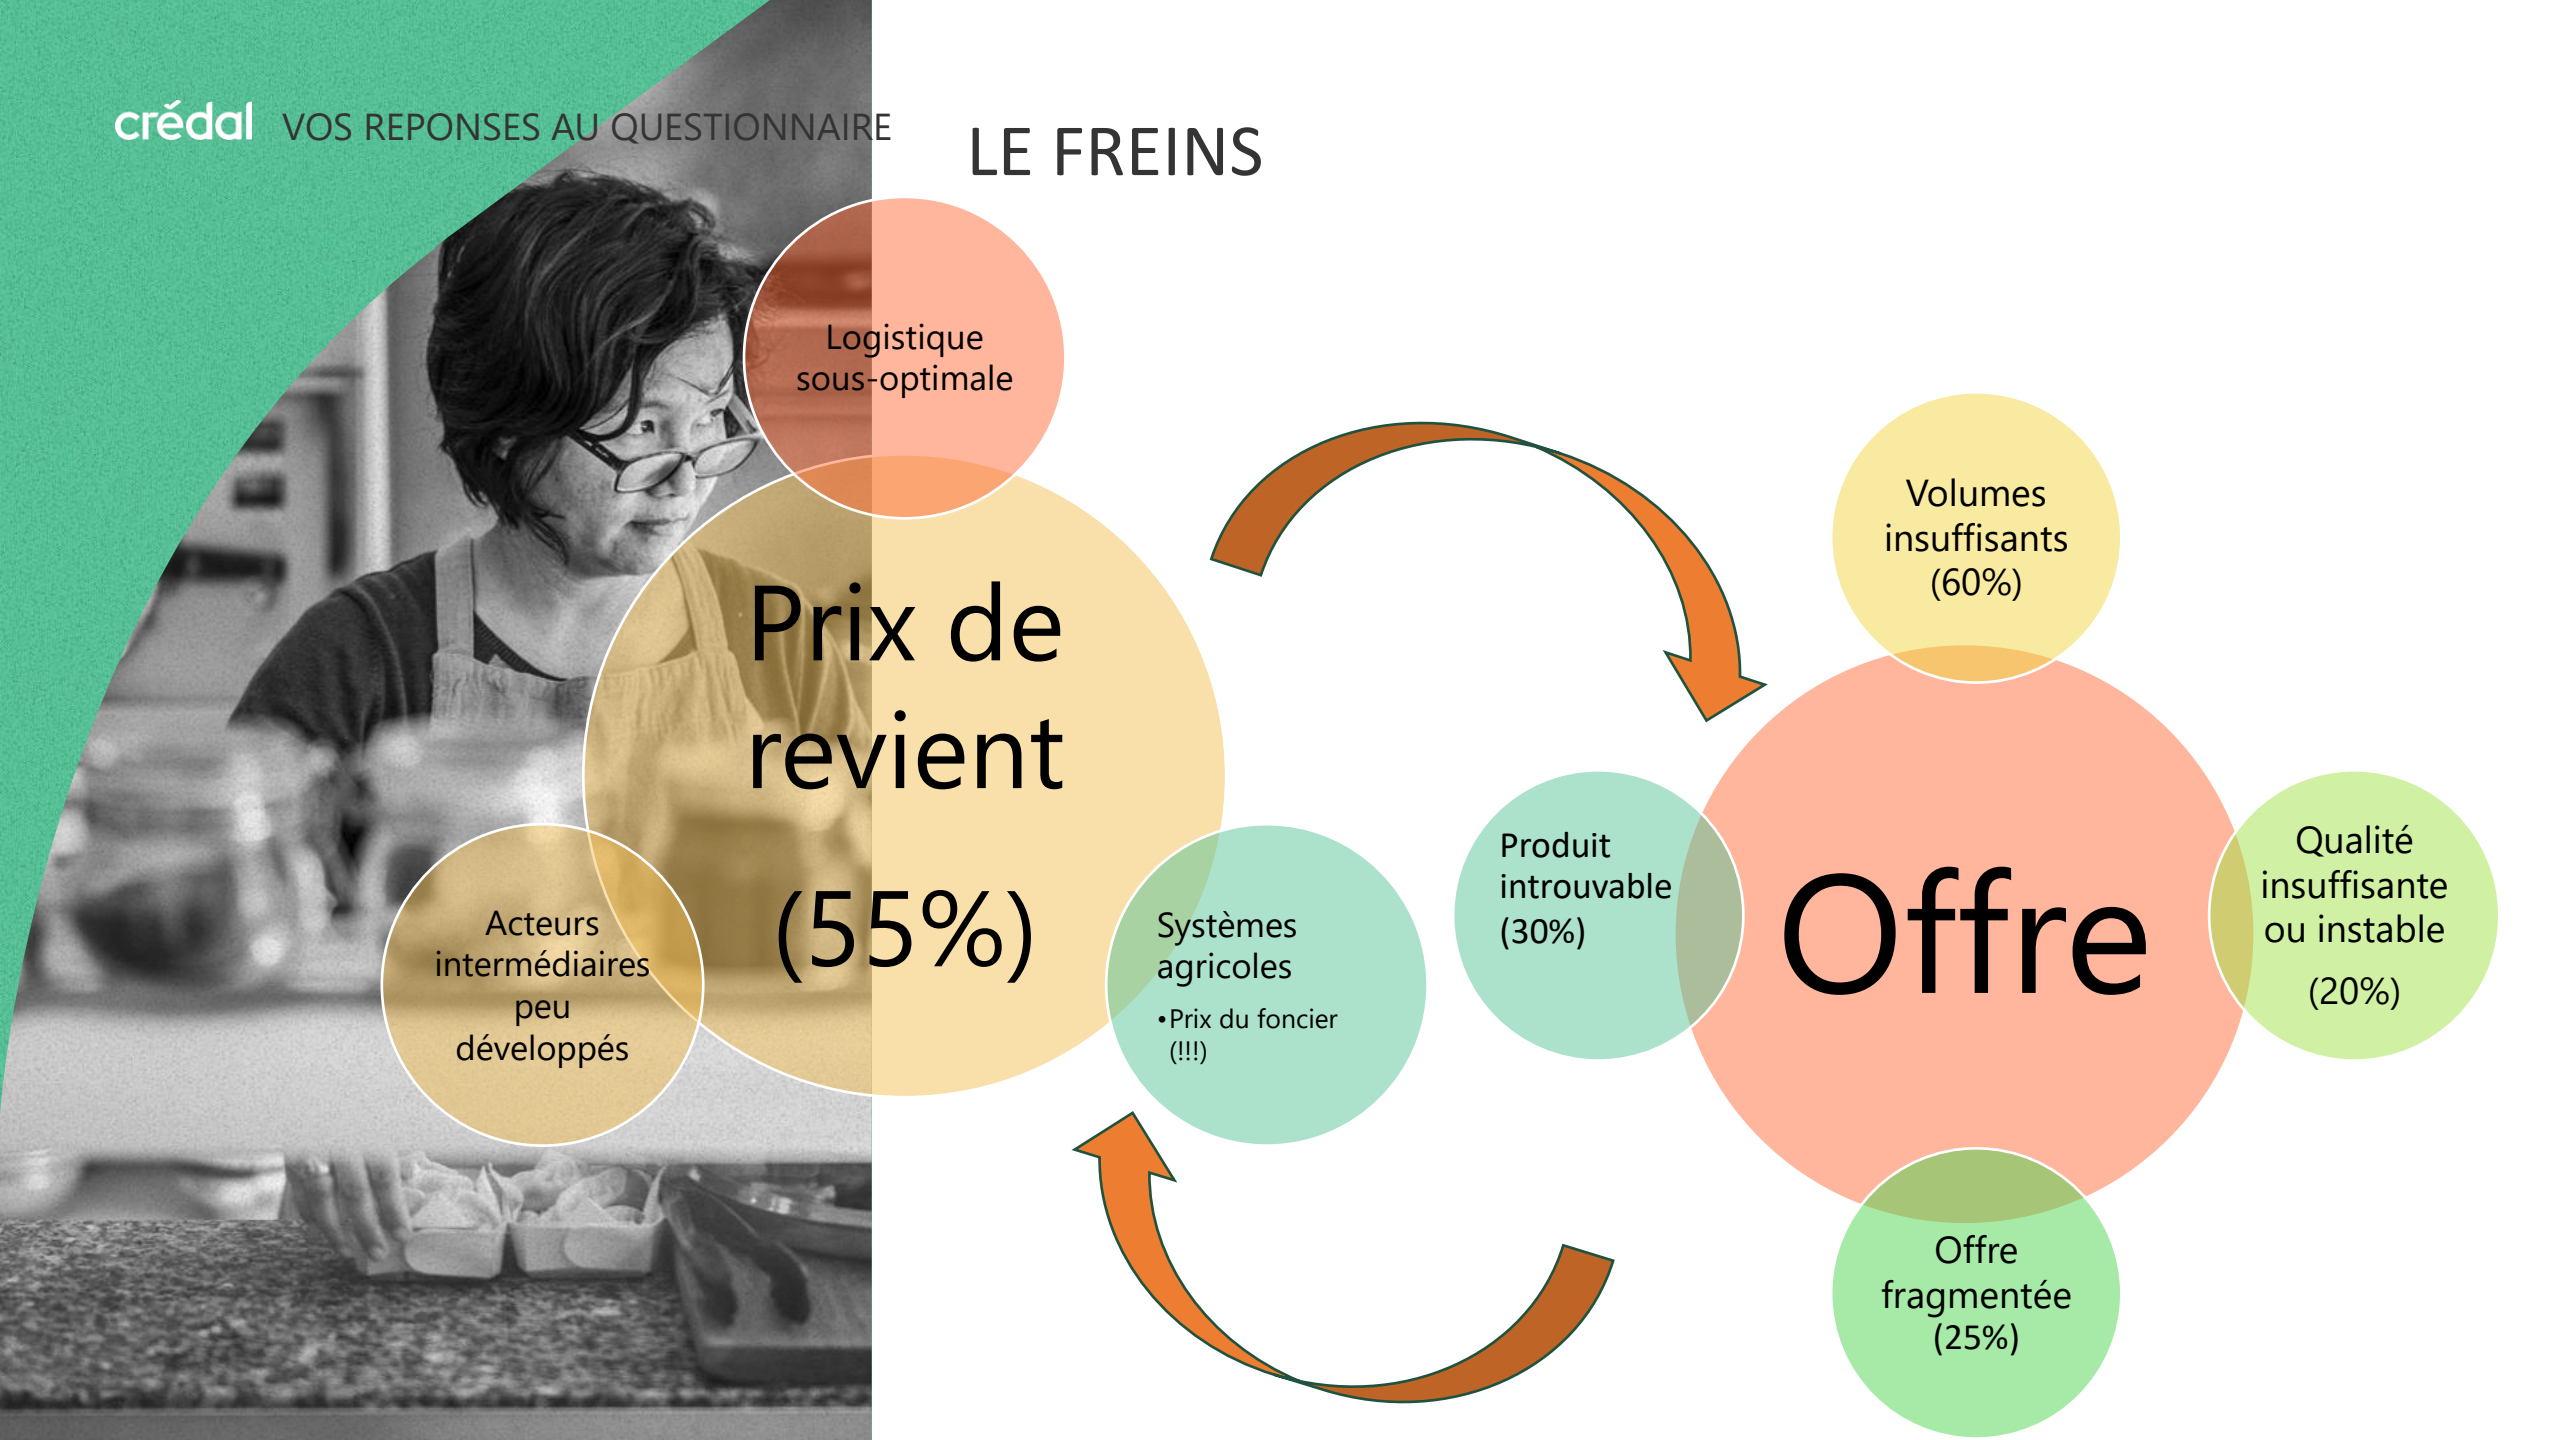 crédal
VOS REPONSES AU QUESTIONNAIRE
LE FREINS
Logistique
sous-optimale
Prix de
revient
(55%)
Acteurs
intermédiaires
peu
développés
Systèmes
agricoles
•Prix du foncier
(!!!)
Volumes
insuffisants
(60%)
Produit
introuvable
(30%)
Offre
Qualité
insuffisante
ou instable
(20%)
Offre
fragmentée
(25%)